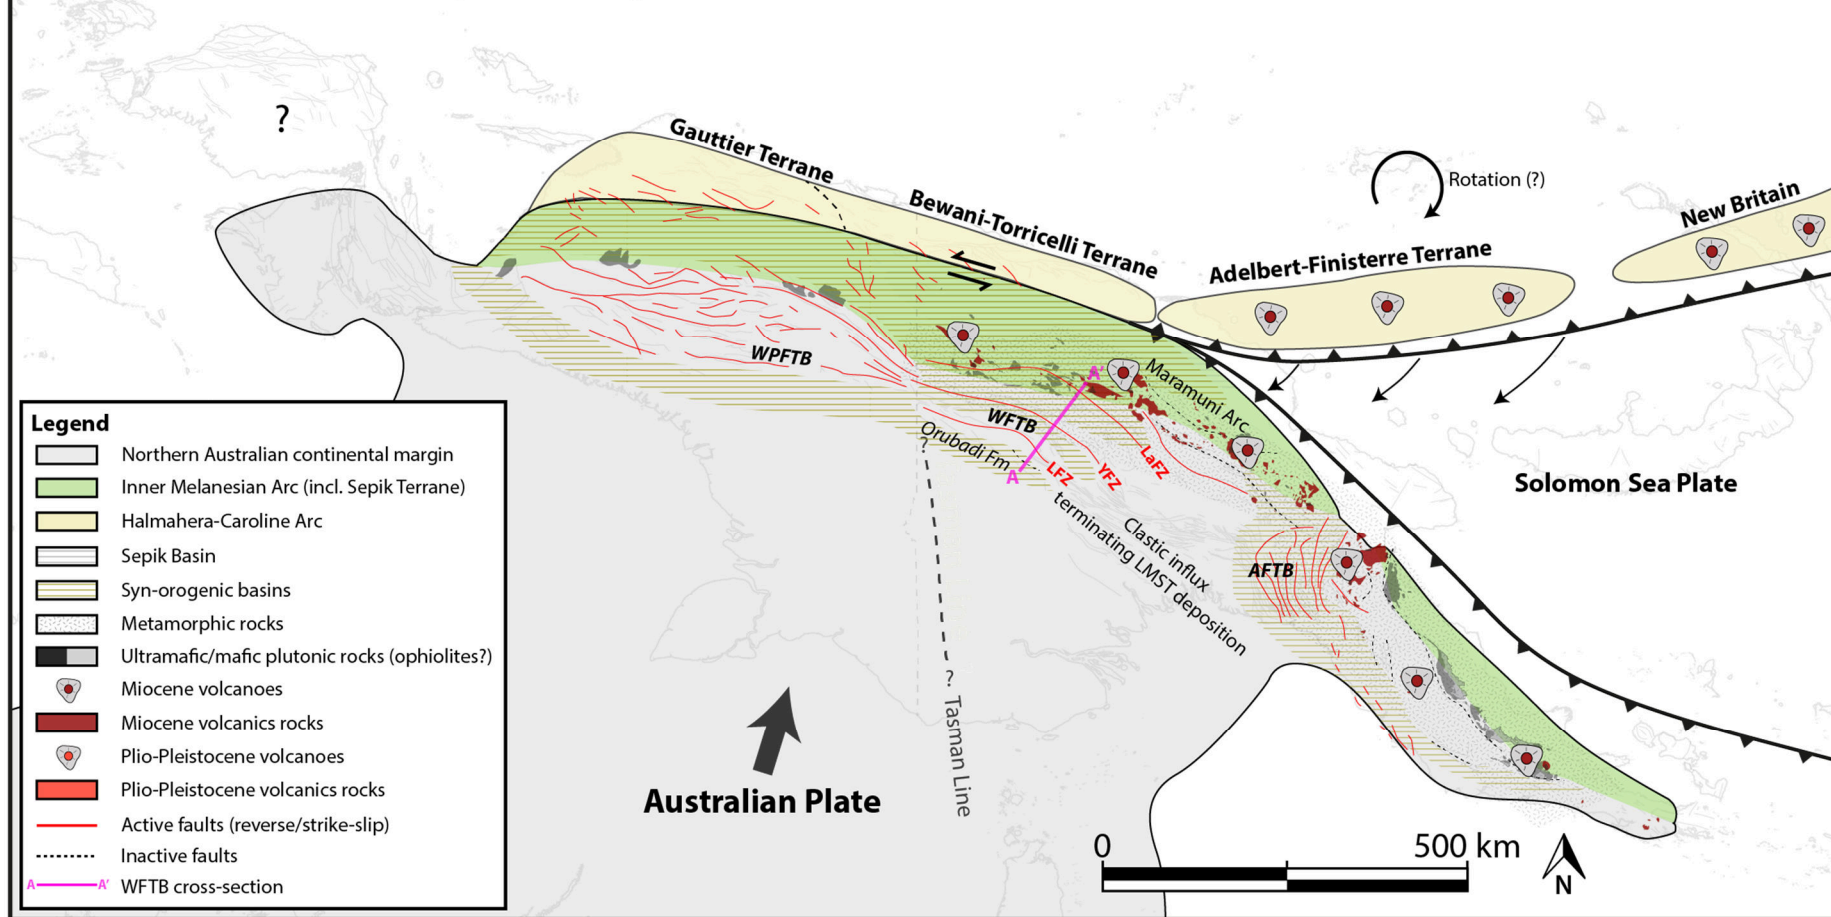 ?
Gauttier Terrane
Bewani-Torricelli Terrane
Rotation (?)
Adelbert-Finisterre Terrane
New Britain
WPFTB
A'
Maramuni Arc
WFTB
Orubadi Fm
?
A
LFZ
YFZ
LaFZ
Solomon Sea Plate
Clastic influx
terminating LMST deposition
AFTB
? Tasman Line
Australian Plate
Legend
Northern Australian continental margin
Inner Melanesian Arc (incl. Sepik Terrane)
Halmahera-Caroline Arc
Sepik Basin
Syn-orogenic basins
Metamorphic rocks
Ultramafic/mafic plutonic rocks (ophiolites?)
Miocene volcanoes
Miocene volcanics rocks
Plio-Pleistocene volcanoes
Plio-Pleistocene volcanics rocks
Active faults (reverse/strike-slip)
Inactive faults
A A' WFTB cross-section
0 500 km
N